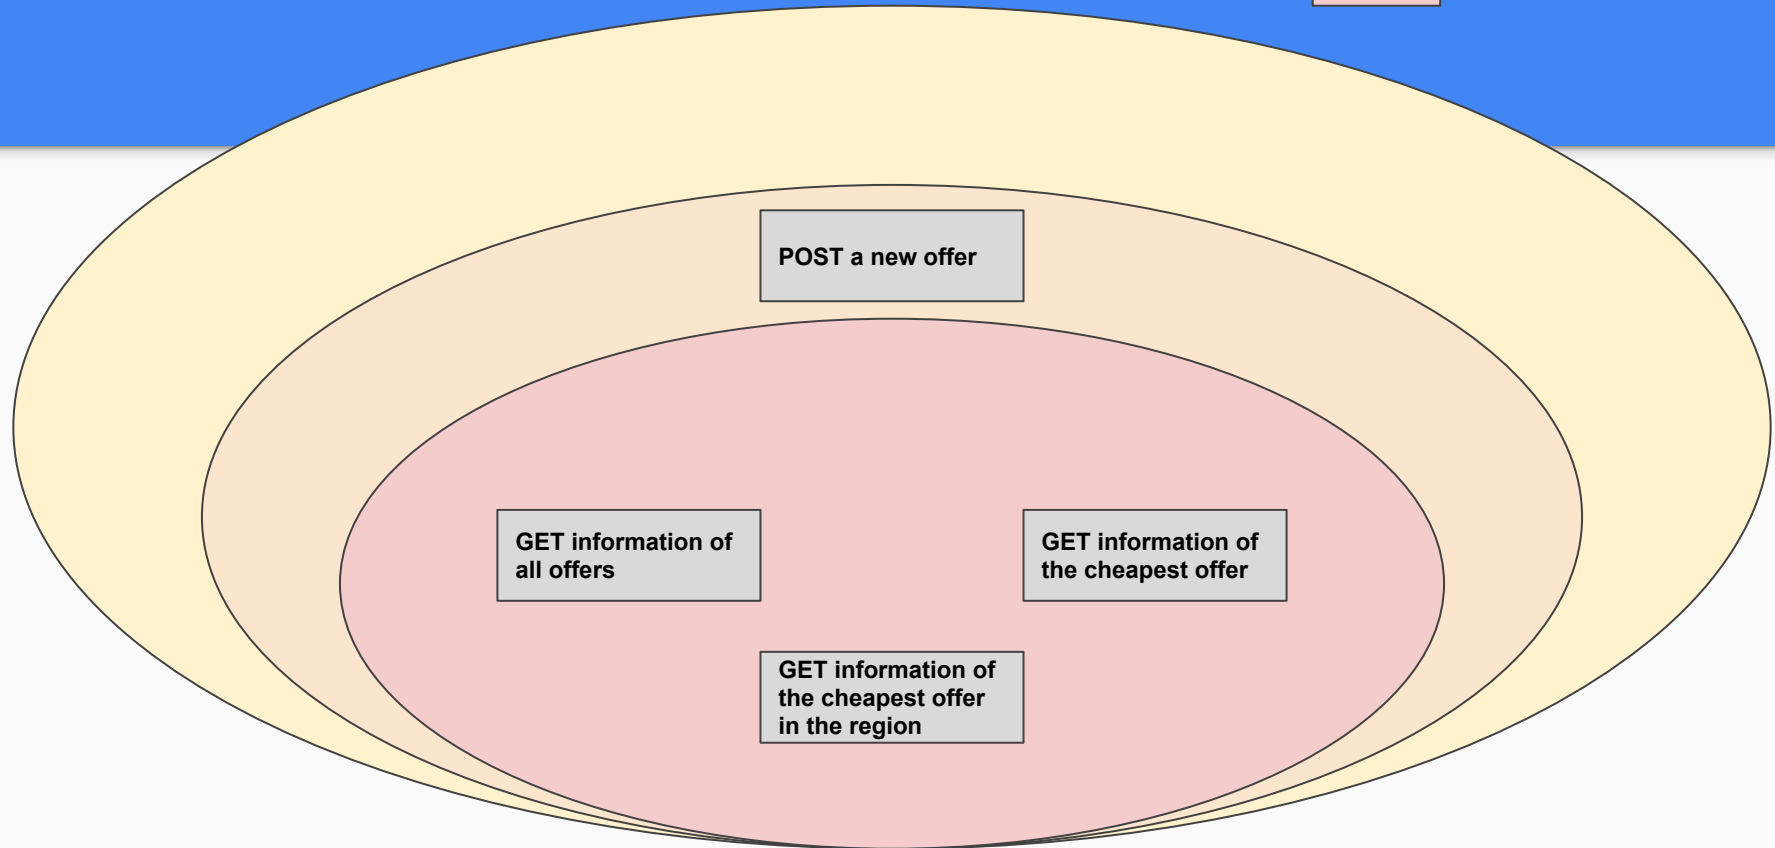 POST a new offer
GET information of
all offers
GET information of
the cheapest offer
GET information of
the cheapest offer
in the region